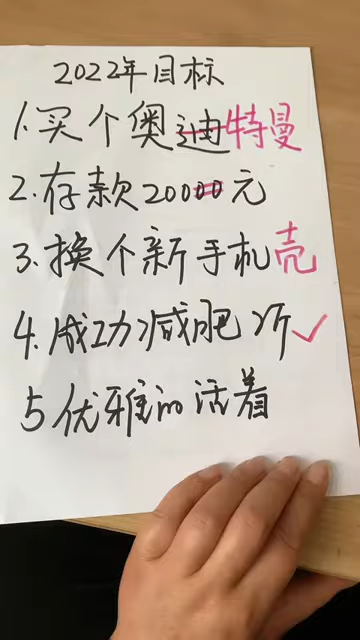 2022年目标
1.买个奥迪特曼
2.存款20000元
3.换个新手机壳
4.成功减肥2斤✓
5优雅的活着